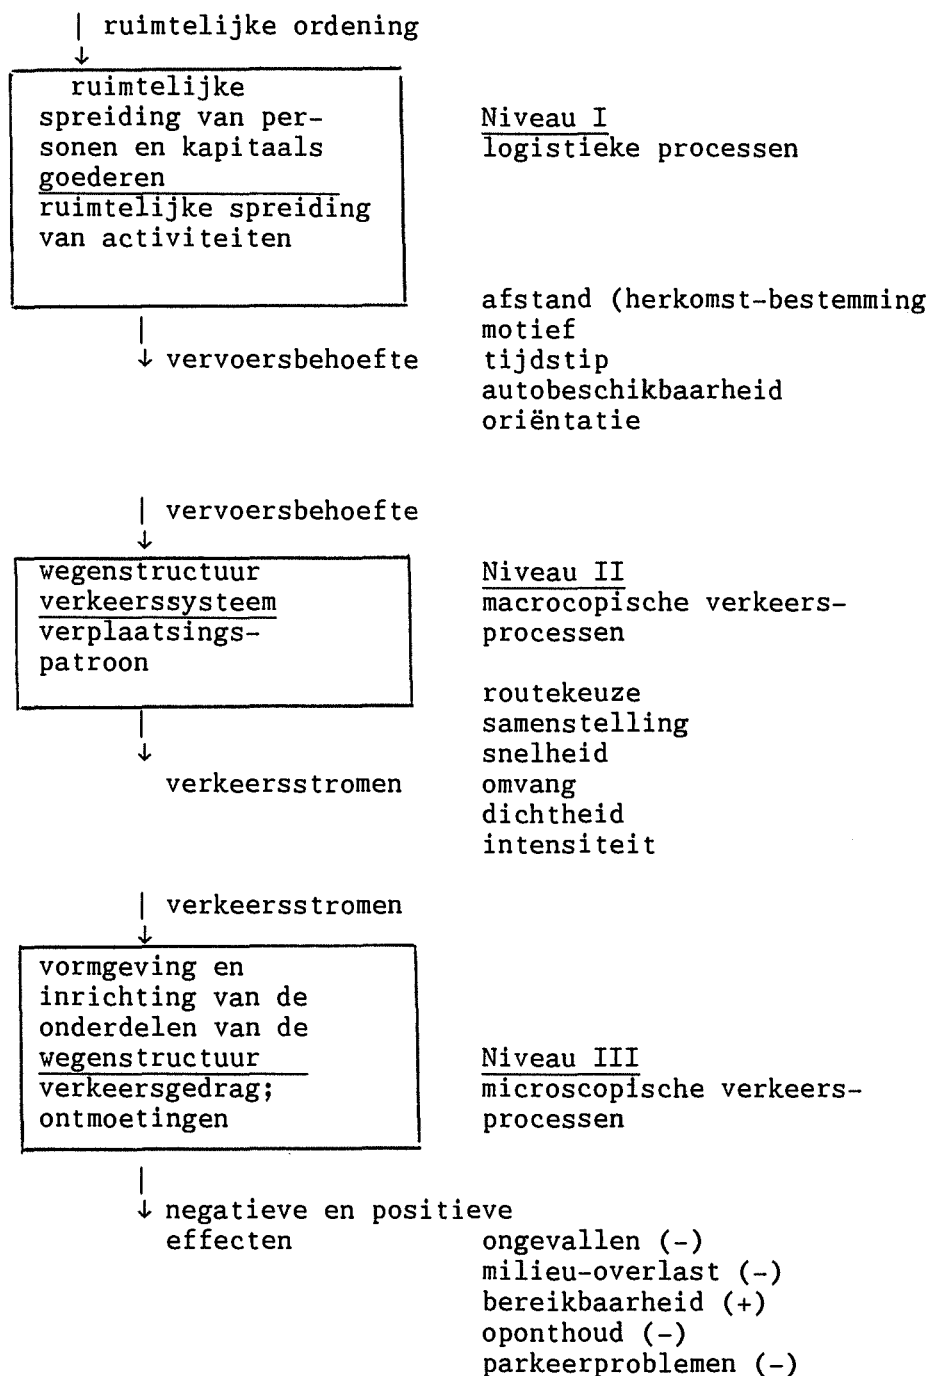 ruimtelijke ordening
ruimtelijke
spreiding van per-
sonen en kapitaals
goederen
ruimtelijke spreiding
van activiteiten
Niveau I
logistieke processen
vervoersbehoefte
afstand (herkomst-bestemming
motief
tijdstip
autobeschikbaarheid
oriëntatie
vervoersbehoefte
wegenstructuur
verkeerssysteem
verplaatsings-
patroon
Niveau II
macrocopische verkeers-
processen
routekeuze
samenstelling
snelheid
omvang
dichtheid
intensiteit
verkeersstromen
verkeersstromen
vormgeving en
inrichting van de
onderdelen van de
wegenstructuur
verkeersgedrag;
ontmoetingen
Niveau III
microscopische verkeers-
processen
negatieve en positieve
effecten
ongevallen (-)
milieu-overlast (-)
bereikbaarheid (+)
oponthoud (-)
parkeerproblemen (-)